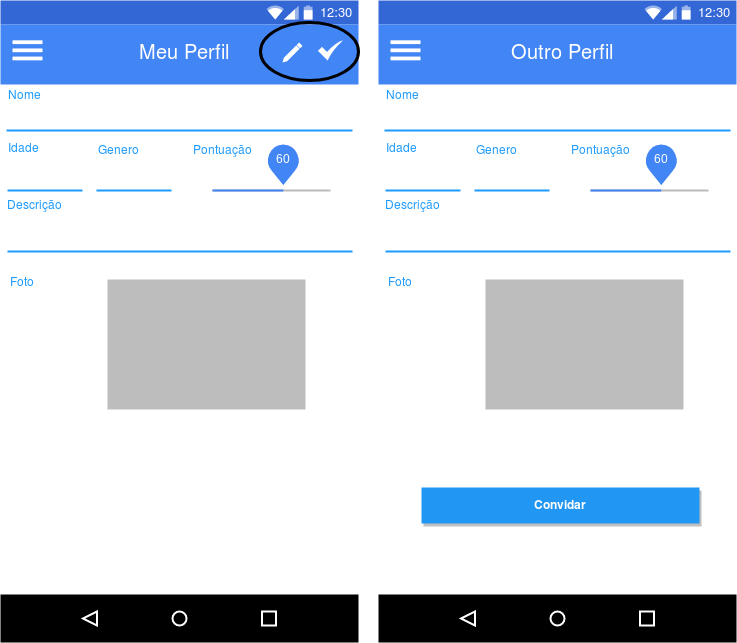 12:30
Meu Perfil
Nome
Idade Genero Pontuação 60
Descrição
Foto
12:30
Outro Perfil
Nome
Idade Genero Pontuação 60
Descrição
Foto
Convidar